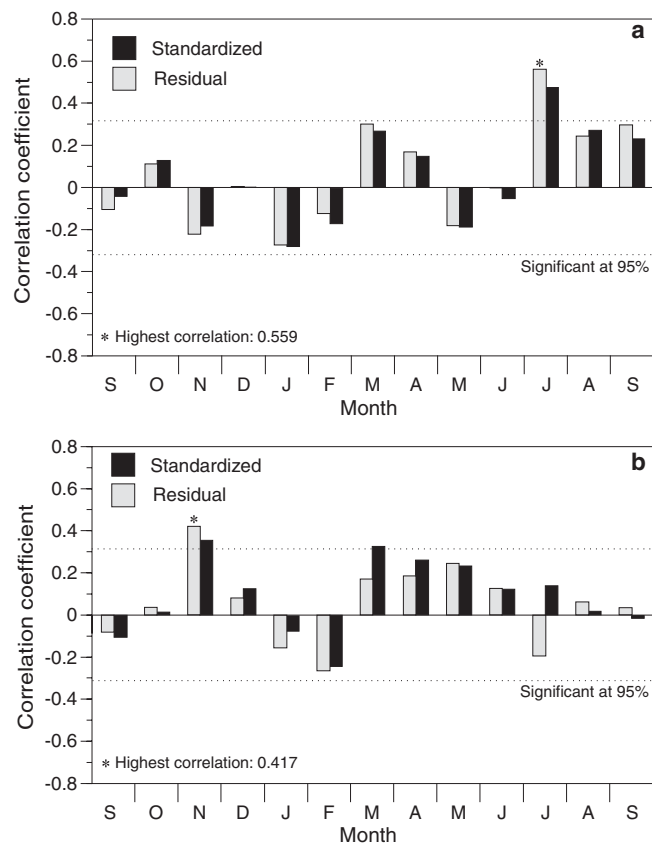 a
Standardized
Residual
Correlation coefficient
0.8
0.6
0.4
0.2
0
-0.2
-0.4
-0.6
-0.8
*
Significant at 95%
* Highest correlation: 0.559
S O N D J F M A M J J A S
Month
b
Standardized
Residual
Correlation coefficient
0.8
0.6
0.4
0.2
0
-0.2
-0.4
-0.6
-0.8
*
Significant at 95%
* Highest correlation: 0.417
S O N D J F M A M J J A S
Month